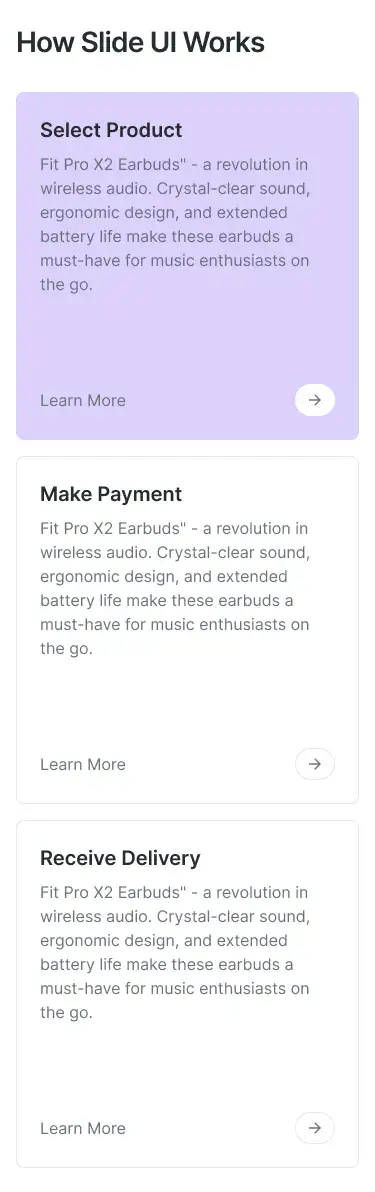 How Slide UI Works
Select Product
Fit Pro X2 Earbuds" - a revolution in
wireless audio. Crystal-clear sound,
ergonomic design, and extended
battery life make these earbuds a
must-have for music enthusiasts on
the go.
Learn More
Make Payment
Fit Pro X2 Earbuds" - a revolution in
wireless audio. Crystal-clear sound,
ergonomic design, and extended
battery life make these earbuds a
must-have for music enthusiasts on
the go.
Learn More
Receive Delivery
Fit Pro X2 Earbuds" - a revolution in
wireless audio. Crystal-clear sound,
ergonomic design, and extended
battery life make these earbuds a
must-have for music enthusiasts on
the go.
Learn More